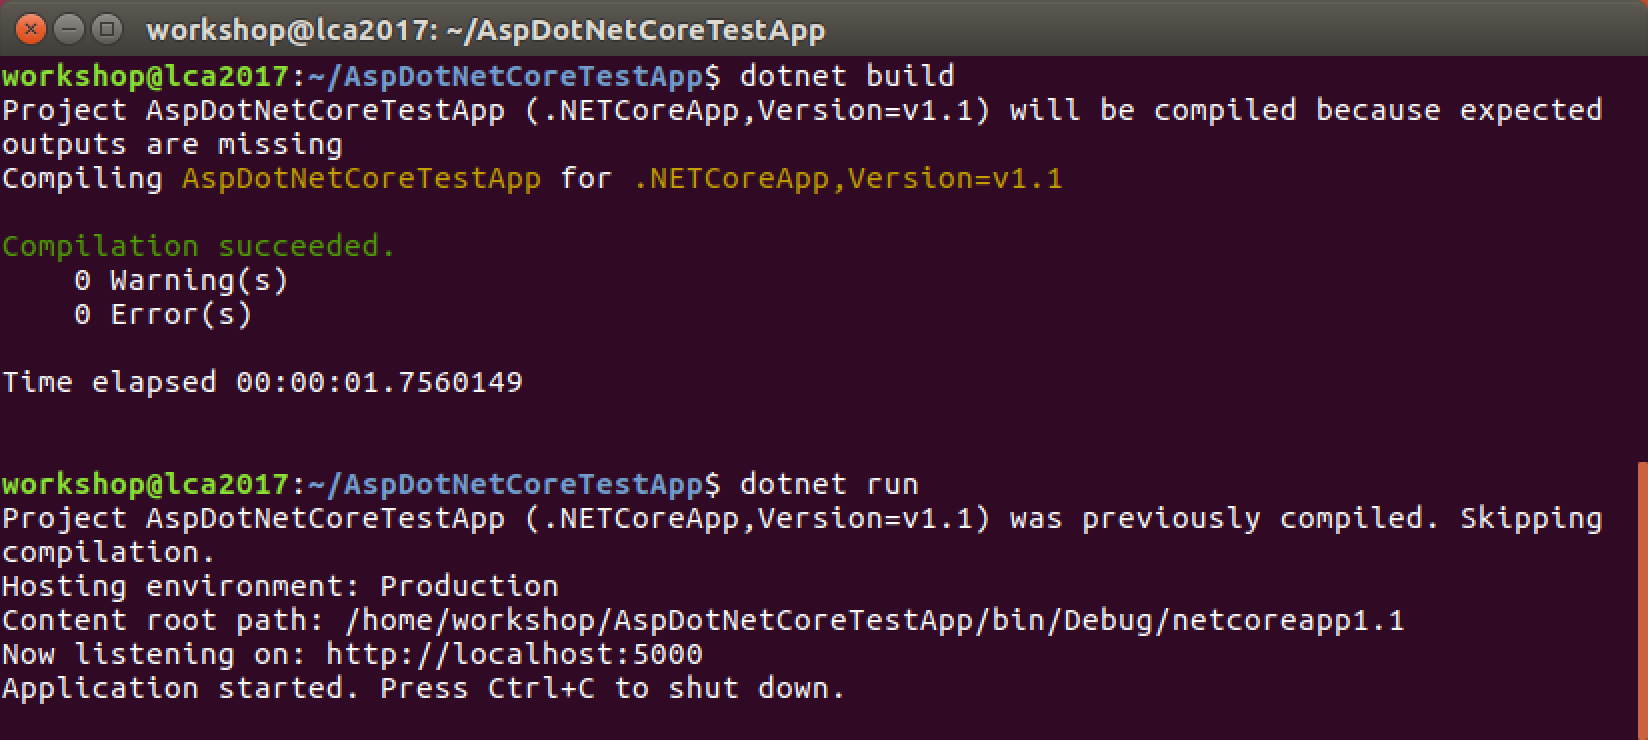 workshop@lca2017: ~/AspDotNetCoreTestApp
workshop@lca2017:~/AspDotNetCoreTestApp$ dotnet build
Project AspDotNetCoreTestApp (.NETCoreApp,Version=v1.1) will be compiled because expected
outputs are missing
Compiling AspDotNetCoreTestApp for .NETCoreApp,Version=v1.1
Compilation succeeded.
0 Warning(s)
0 Error(s)
Time elapsed 00:00:01.7560149
workshop@lca2017:~/AspDotNetCoreTestApp$ dotnet run
Project AspDotNetCoreTestApp (.NETCoreApp,Version=v1.1) was previously compiled. Skipping
compilation.
Hosting environment: Production
Content root path: /home/workshop/AspDotNetCoreTestApp/bin/Debug/netcoreapp1.1
Now listening on: http://localhost:5000
Application started. Press Ctrl+C to shut down.